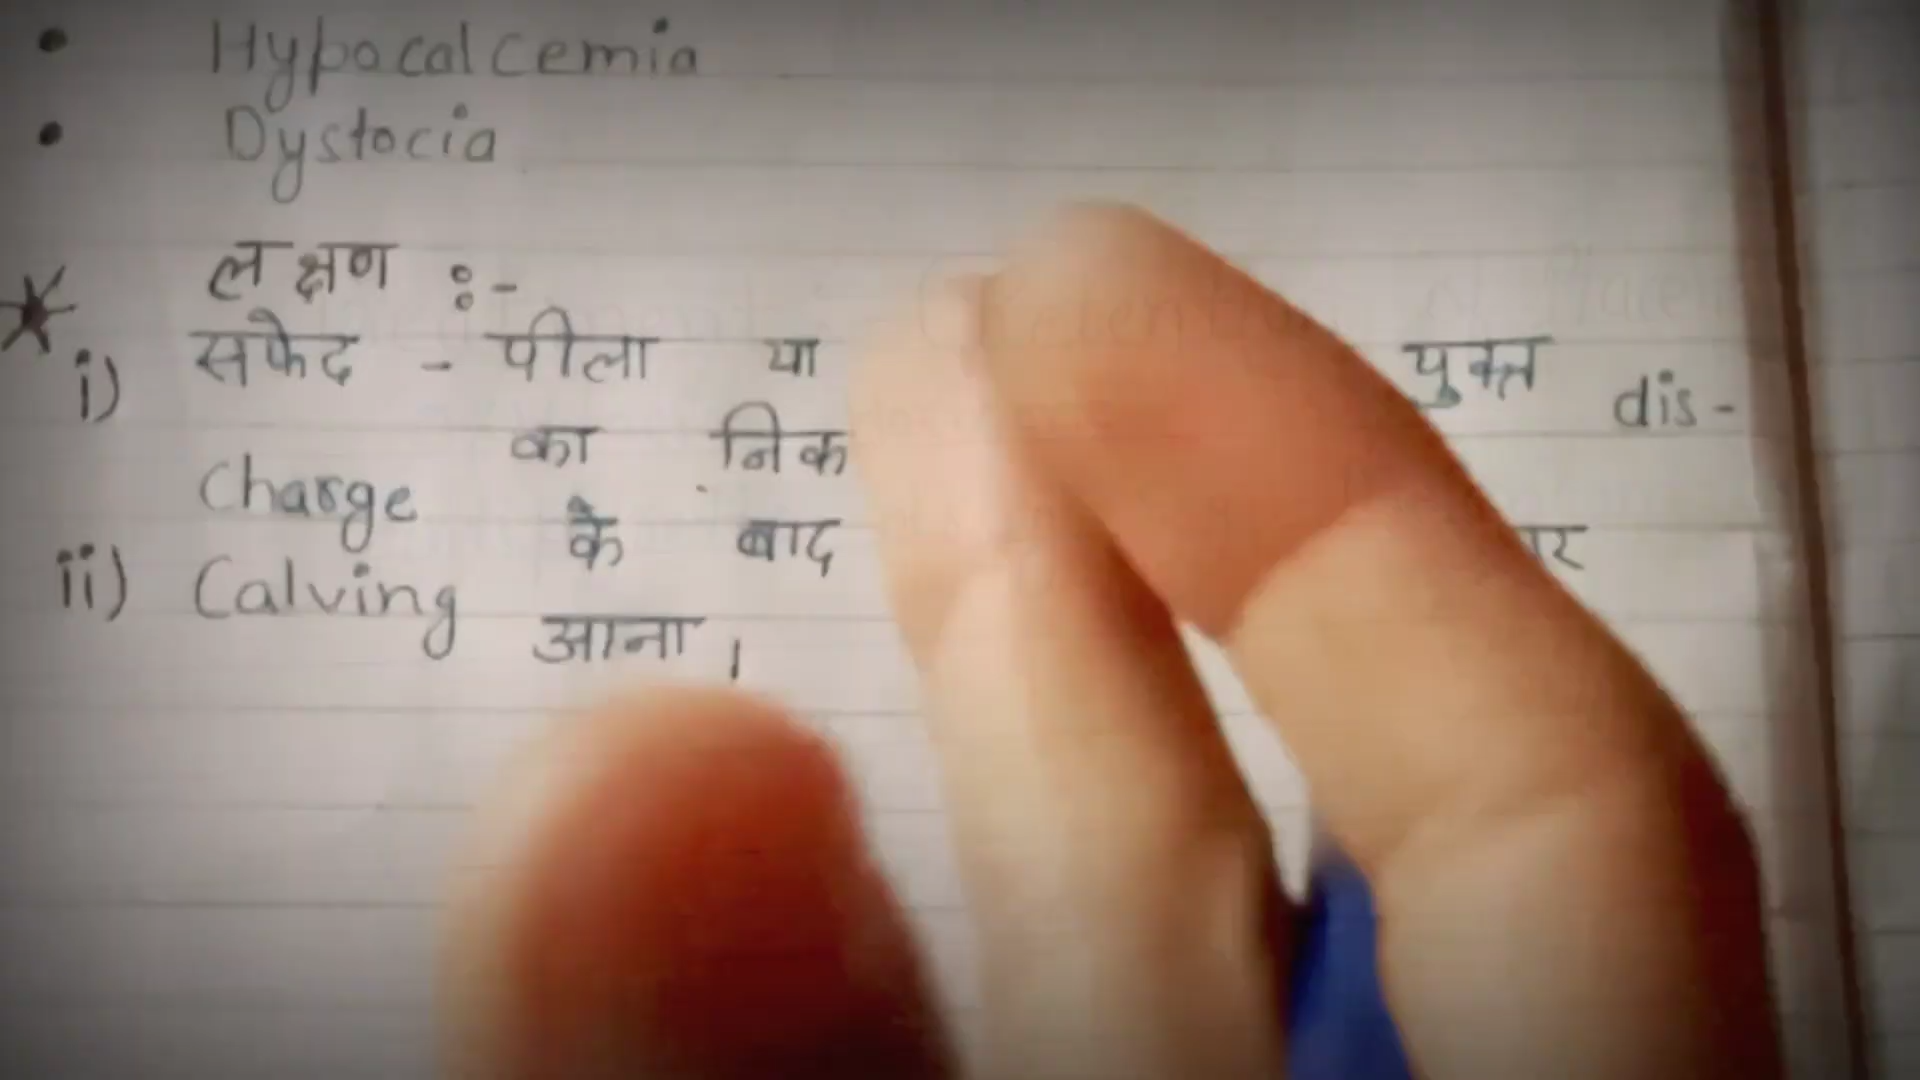 • Hypocalcemia
• Dystocia
लक्षण :-
i) सफेद - पीला या युक्त dis-
Charge का निक
ii) Calving के बाद
आना।